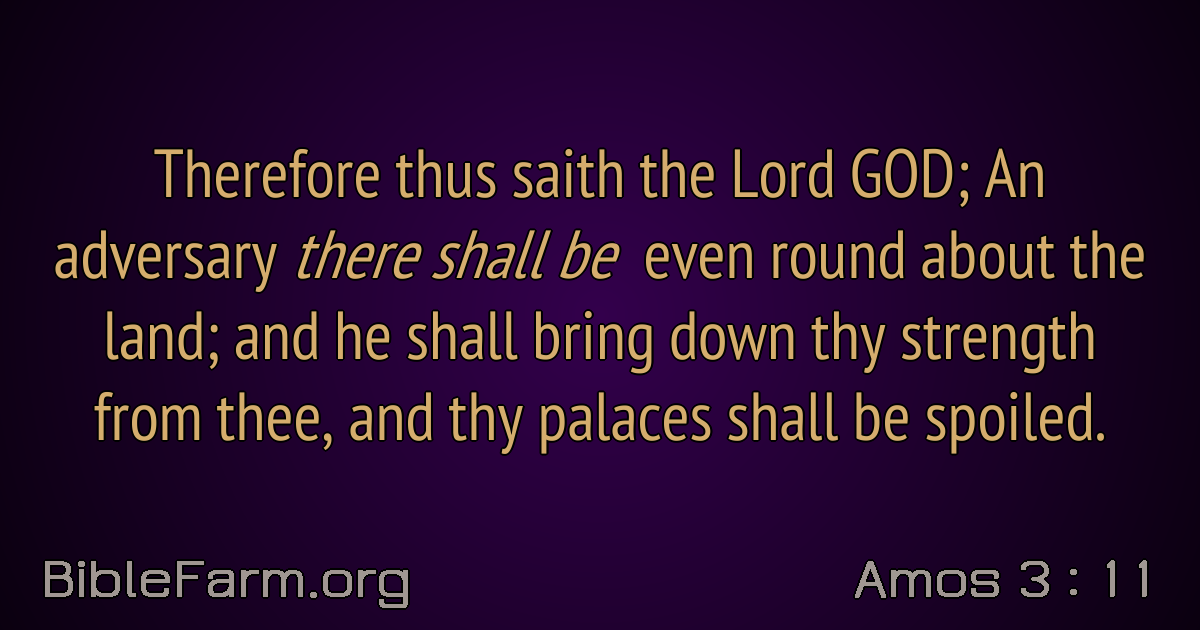 Therefore thus saith the Lord GOD; An
adversary there shall be even round about the
land; and he shall bring down thy strength
from thee, and thy palaces shall be spoiled.
BibleFarm.org
Amos 3 : 11